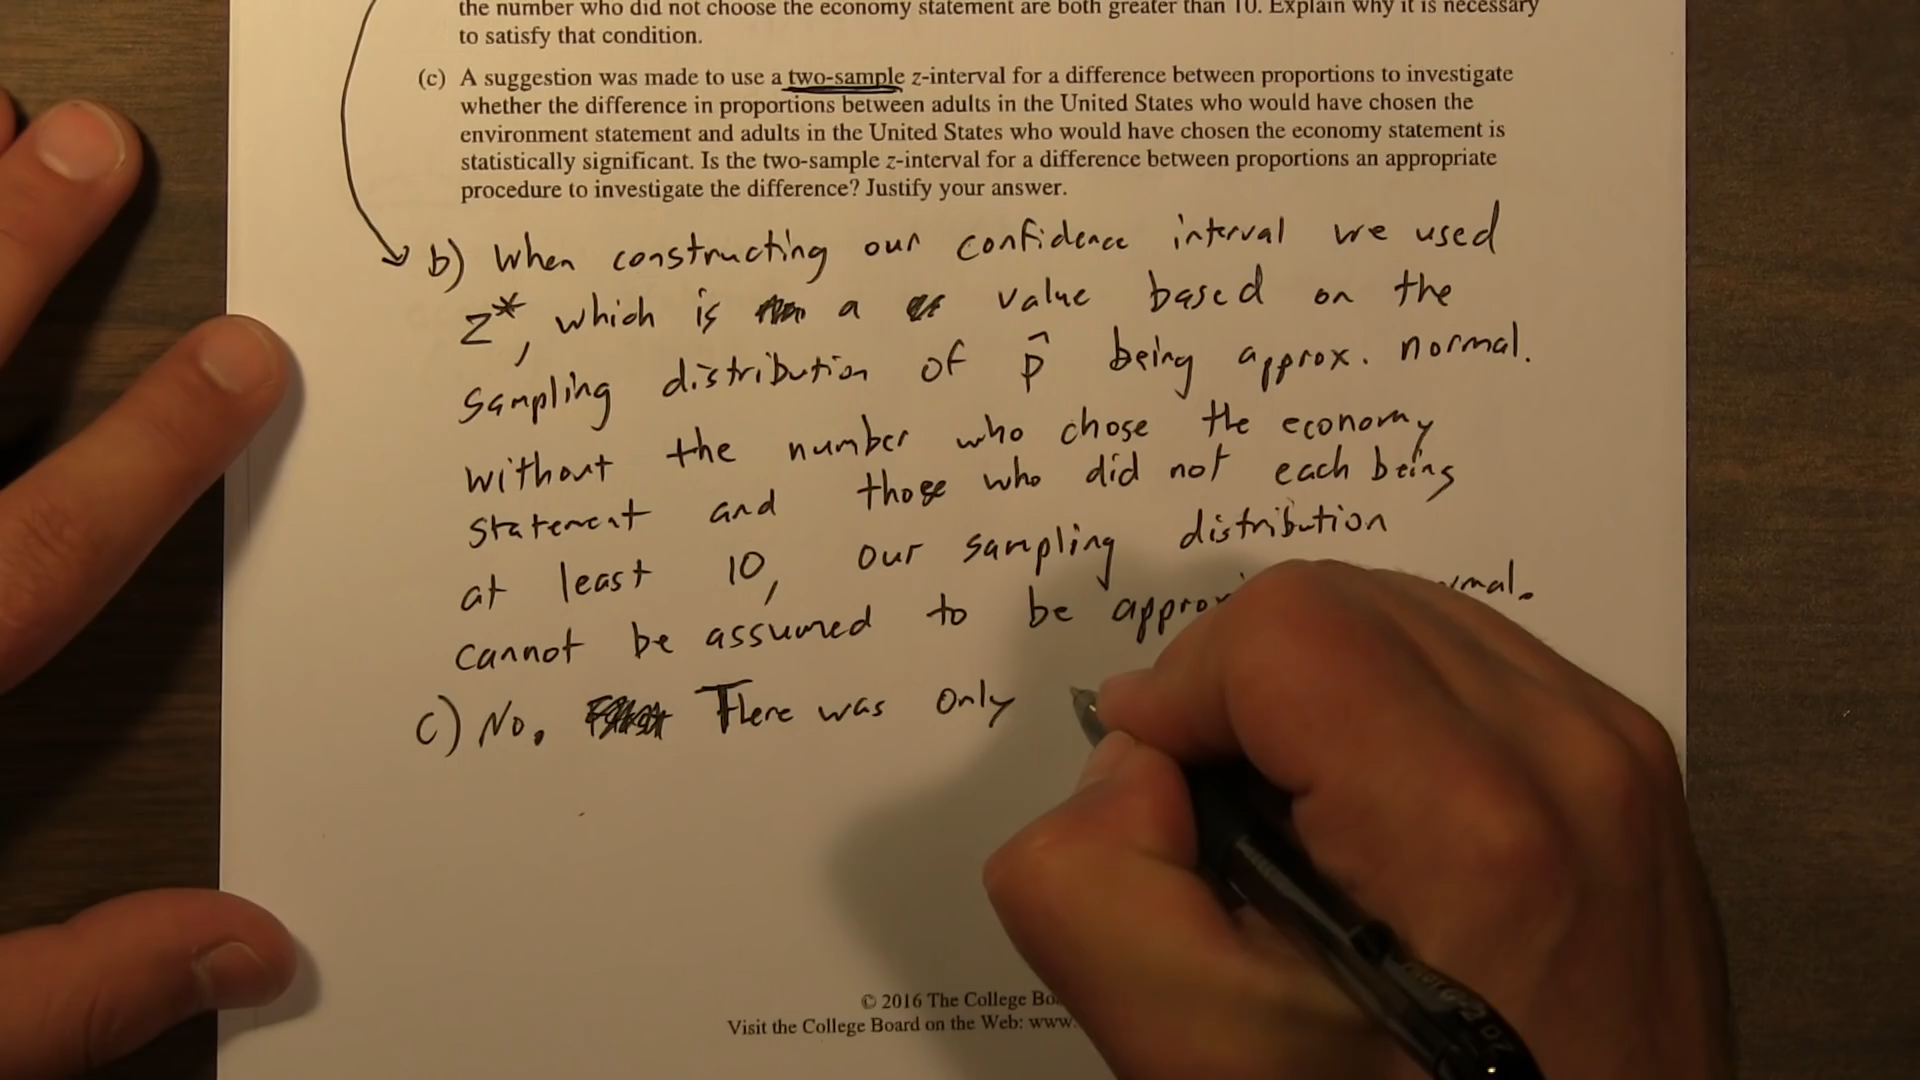 the number who did not choose the economy statement are both greater than 10. Explain why it is necessary
to satisfy that condition.
(c) A suggestion was made to use a two-sample z-interval for a difference between proportions to investigate
whether the difference in proportions between adults in the United States who would have chosen the
environment statement and adults in the United States who would have chosen the economy statement is
statistically significant. Is the two-sample z-interval for a difference between proportions an appropriate
procedure to investigate the difference? Justify your answer.
b) When constructing our confidence interval we used
z*, which is a value based on the
sampling distribution of p̂ being approx. normal.
without the number who chose the economy
statement and those who did not each being
at least 10, our sampling distribution
cannot be assumed to be
c) No. There was only
© 2016 The College
Visit the College Board on the Web: www.